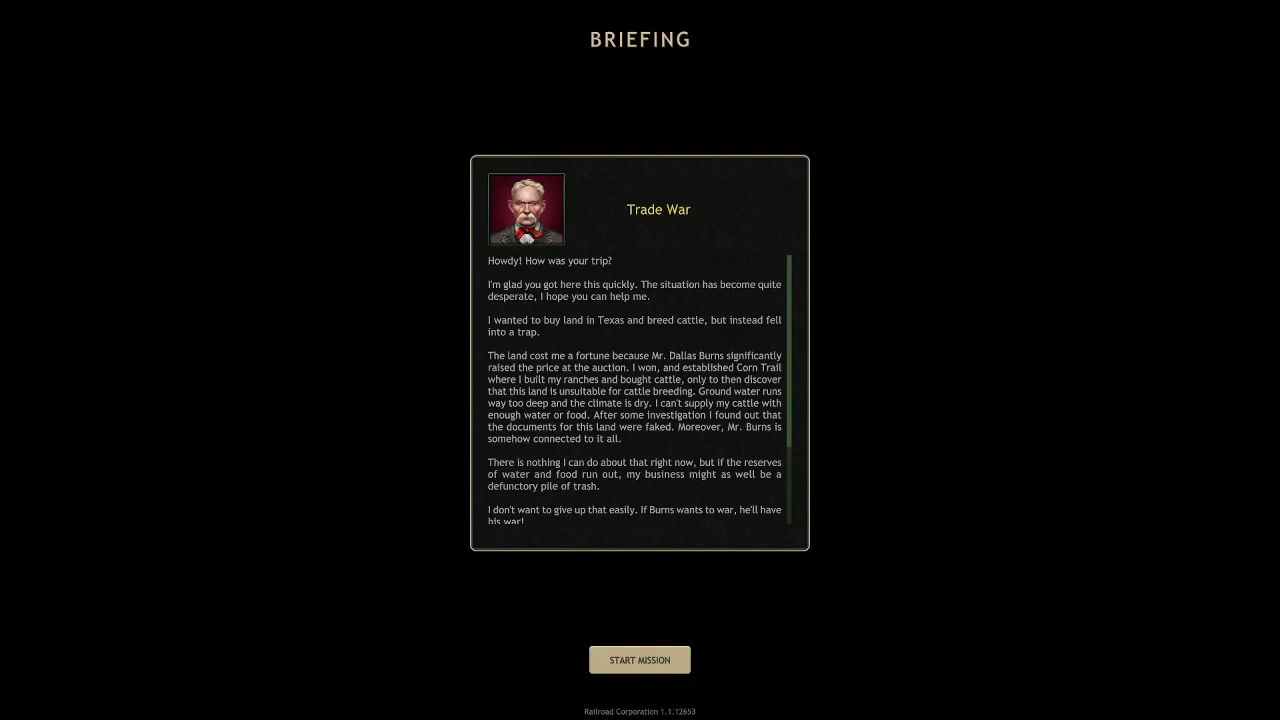 BRIEFING
Trade War
Howdy! How was your trip?
I'm glad you got here this quickly. The situation has become quite
desperate, I hope you can help me.
I wanted to buy land in Texas and breed cattle, but instead fell
into a trap.
The land cost me a fortune because Mr. Dallas Burns significantly
raised the price at the auction. I won, and established Corn Trail
where I built my ranches and bought cattle, only to then discover
that this land is unsuitable for cattle breeding. Ground water runs
way too deep and the climate is dry. I can't supply my cattle with
enough water or food. After some investigation I found out that
the documents for this land were faked. Moreover, Mr. Burns is
somehow connected to it all.
There is nothing I can do about that right now, but if the reserves
of water and food run out, my business might as well be a
defunctory pile of trash.
I don't want to give up that easily. If Burns wants to war, he'll have
his war!
START MISSION
Railroad Corporation 1.1.12653